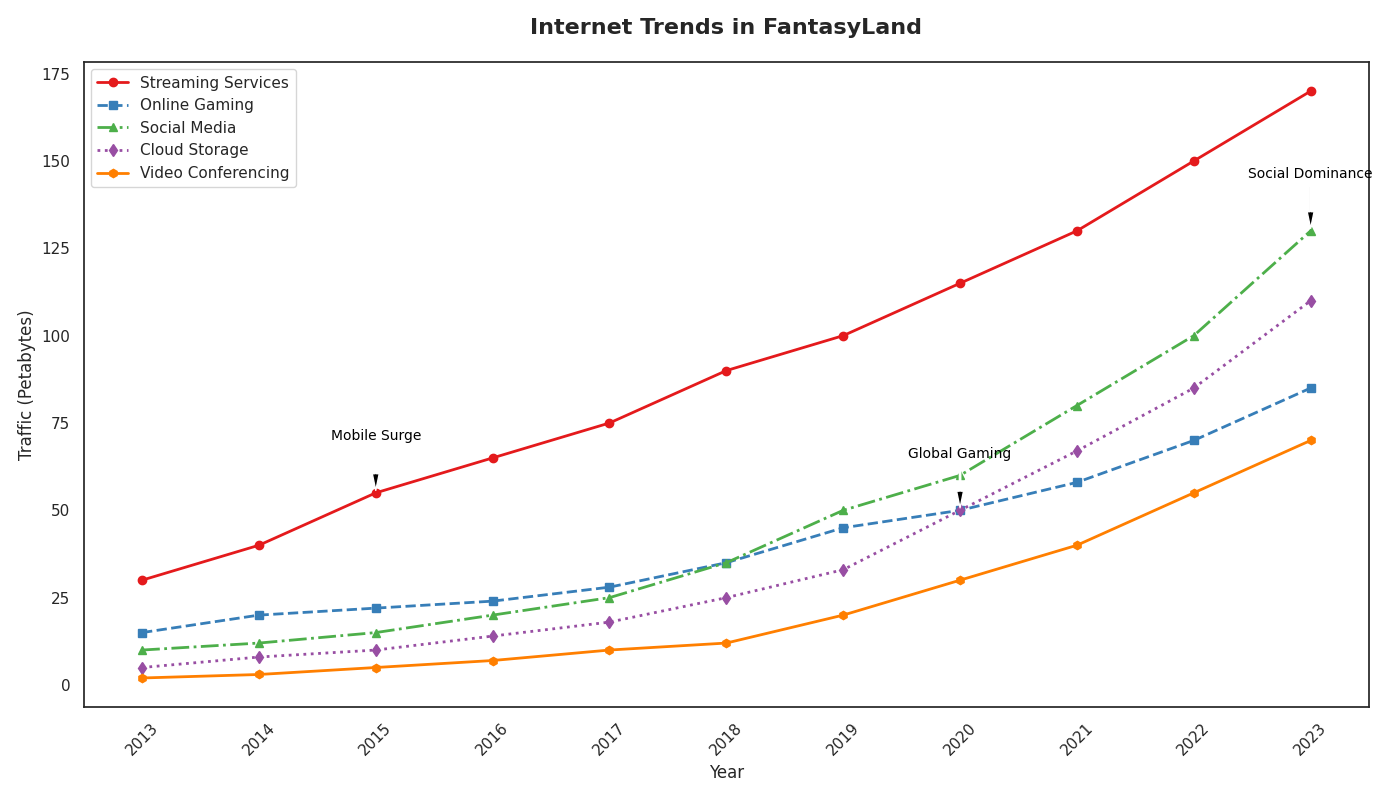 Internet Trends in FantasyLand
Streaming Services
Online Gaming
Social Media
Cloud Storage
Video Conferencing
Social Dominance
Mobile Surge
Global Gaming
Traffic (Petabytes)
175
150
125
100
75
50
25
0
2013
2014
2015
2016
2017
2018
2019
2020
2021
2022
2023
Year